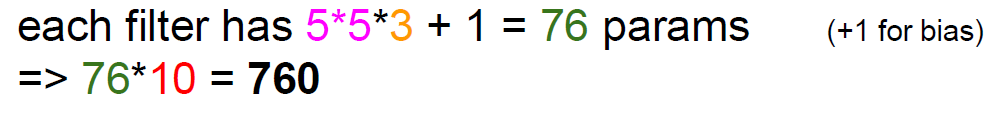 each filter has 5*5*3 + 1 = 76 params (+1 for bias)
=> 76*10 = 760